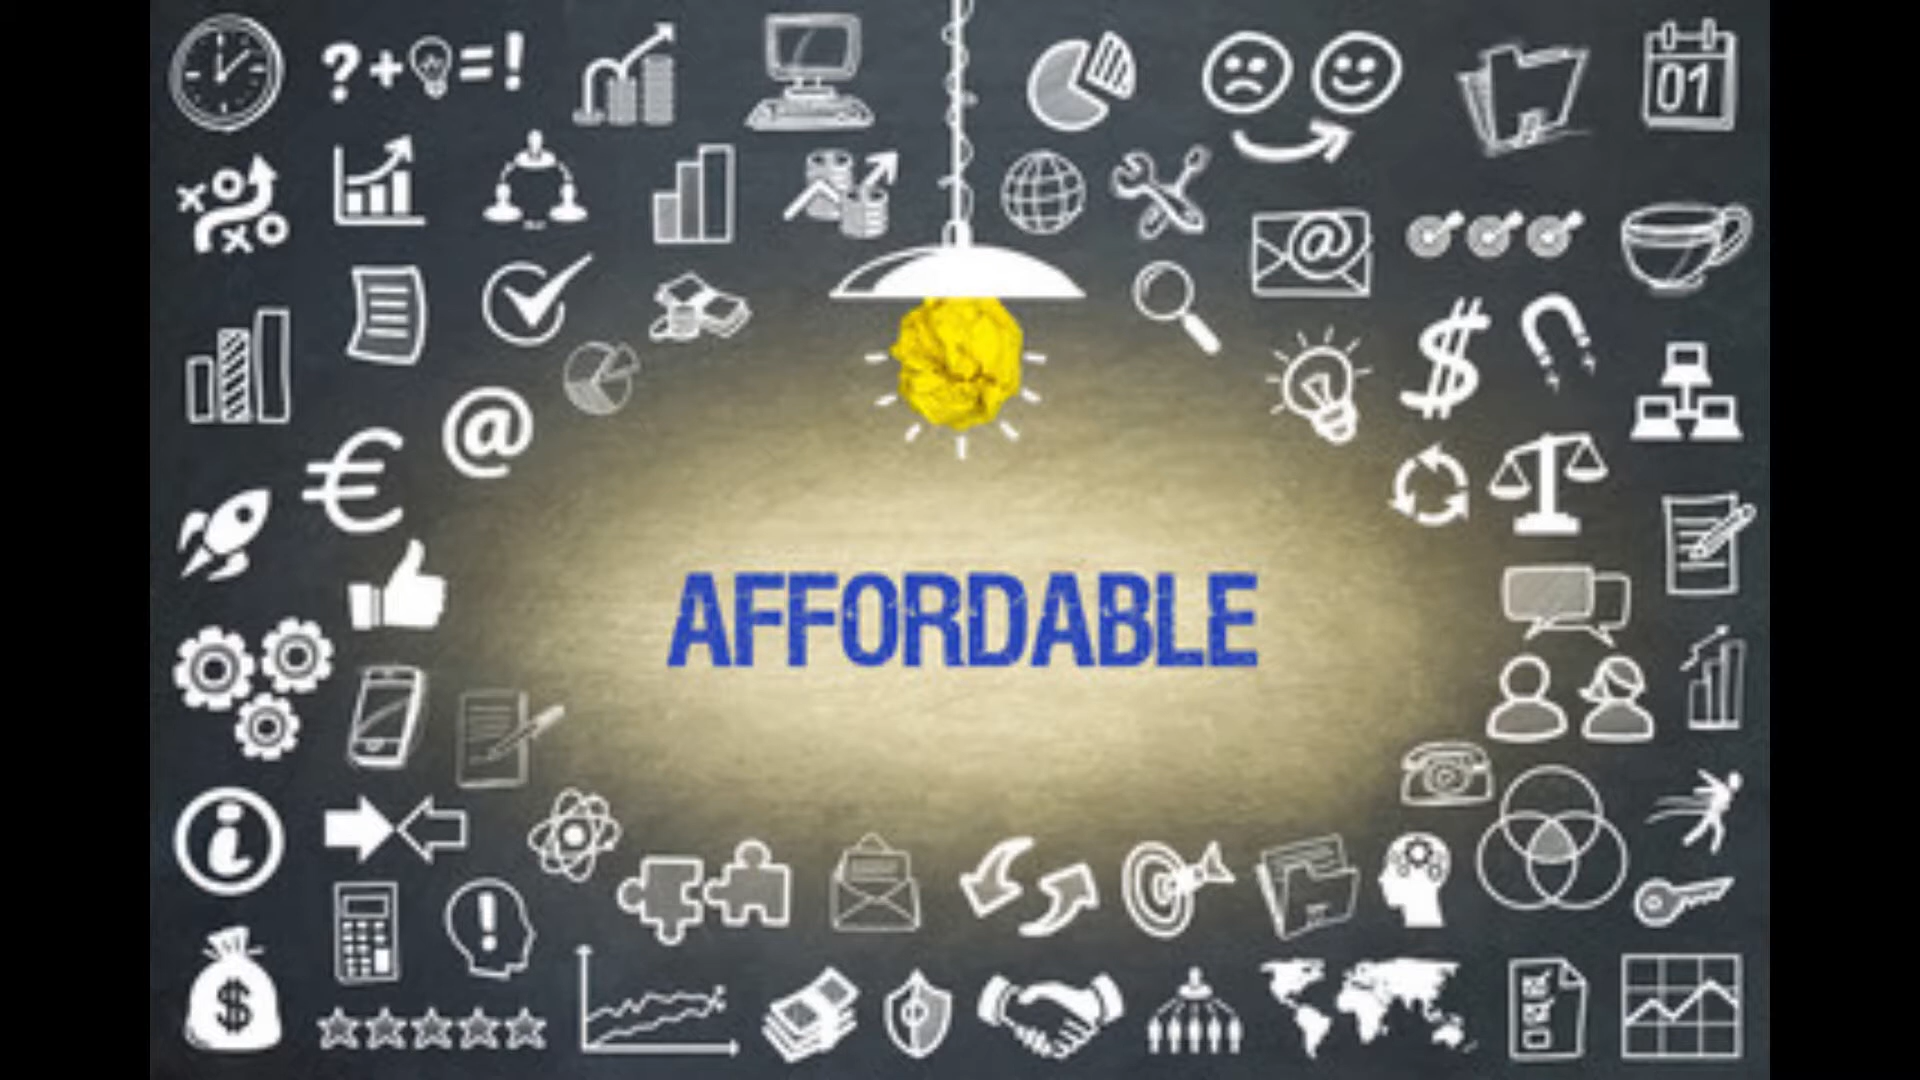 ? + = !
01
@
$
@
€
AFFORDABLE
i
!
$